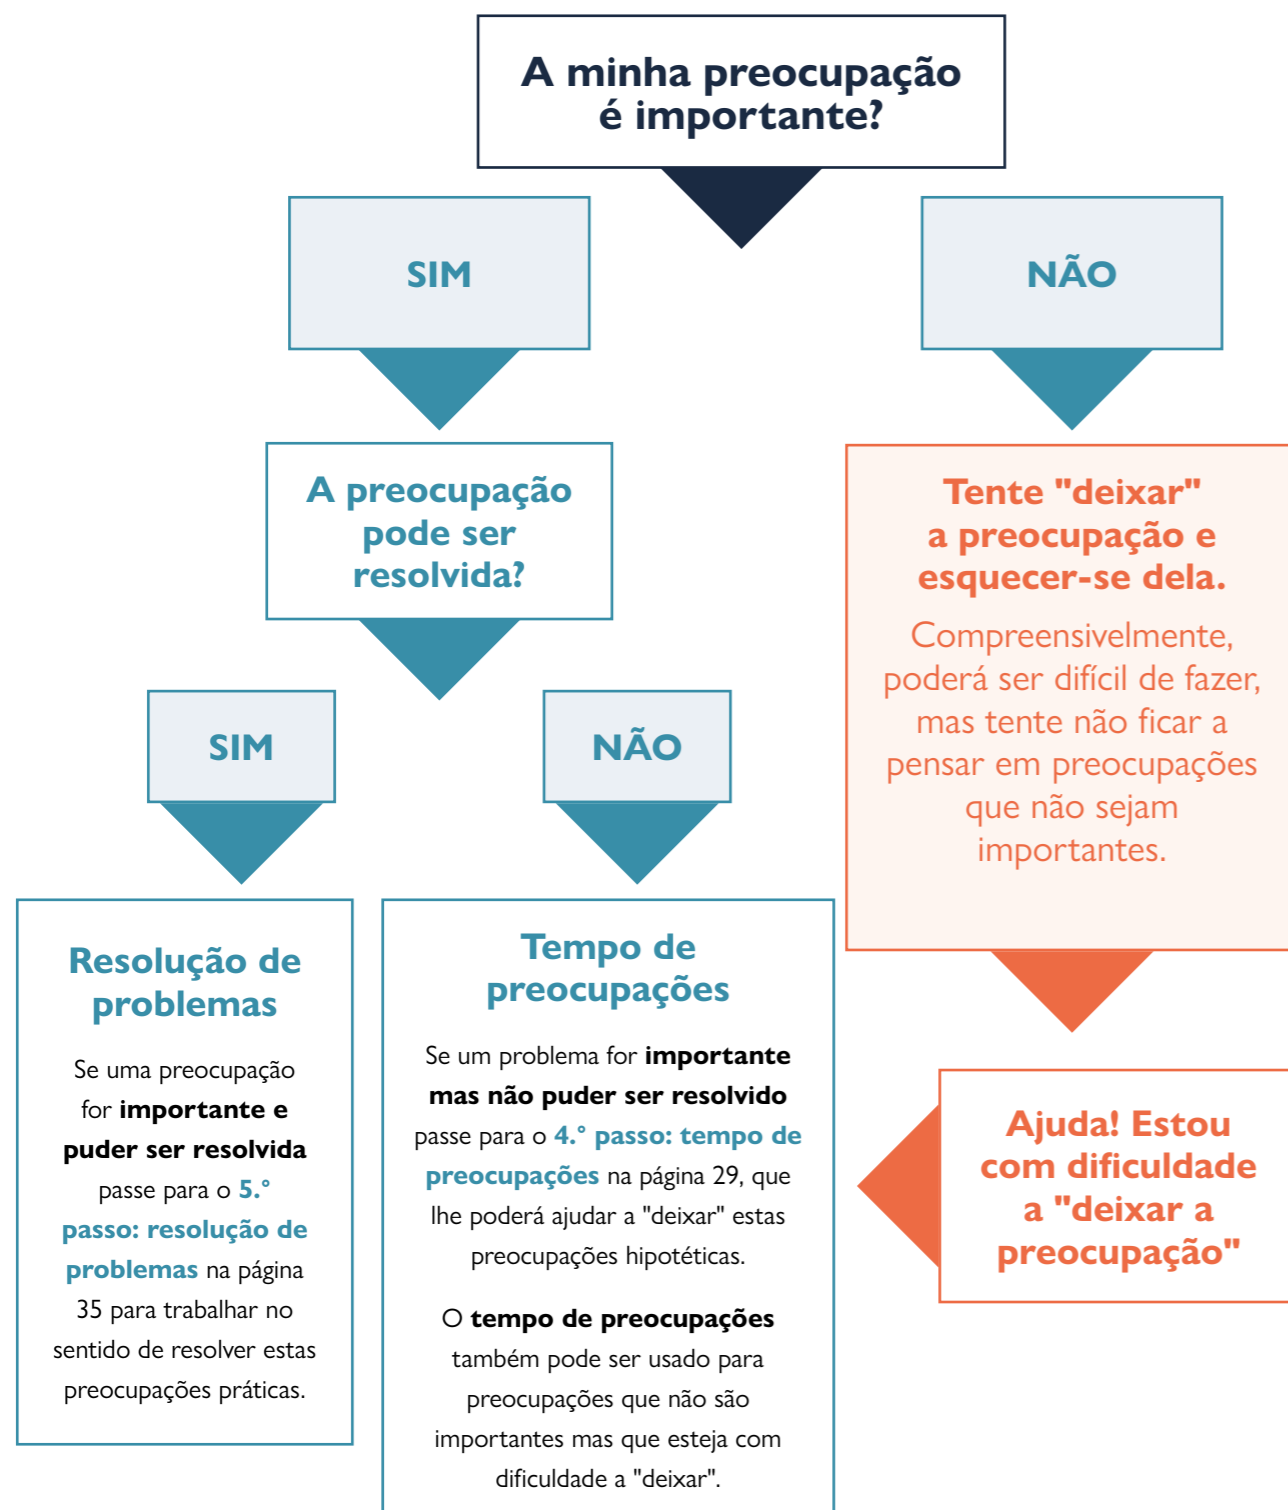 A minha preocupação
é importante?
SIM
NÃO
A preocupação
pode ser
resolvida?
Tente "deixar"
a preocupação e
esquecer-se dela.
Compreensivelmente,
poderá ser difícil de fazer,
mas tente não ficar a
pensar em preocupações
que não sejam
importantes.
SIM
NÃO
Resolução de
problemas
Se uma preocupação
for importante e
puder ser resolvida
passe para o 5.°
passo: resolução de
problemas na página
35 para trabalhar no
sentido de resolver estas
preocupações práticas.
Tempo de
preocupações
Se um problema for importante
mas não puder ser resolvido
passe para o 4.° passo: tempo de
preocupações na página 29, que
lhe poderá ajudar a "deixar" estas
preocupações hipotéticas.
O tempo de preocupações
também pode ser usado para
preocupações que não são
importantes mas que esteja com
dificuldade a "deixar".
Ajuda! Estou
com dificuldade
a "deixar a
preocupação"